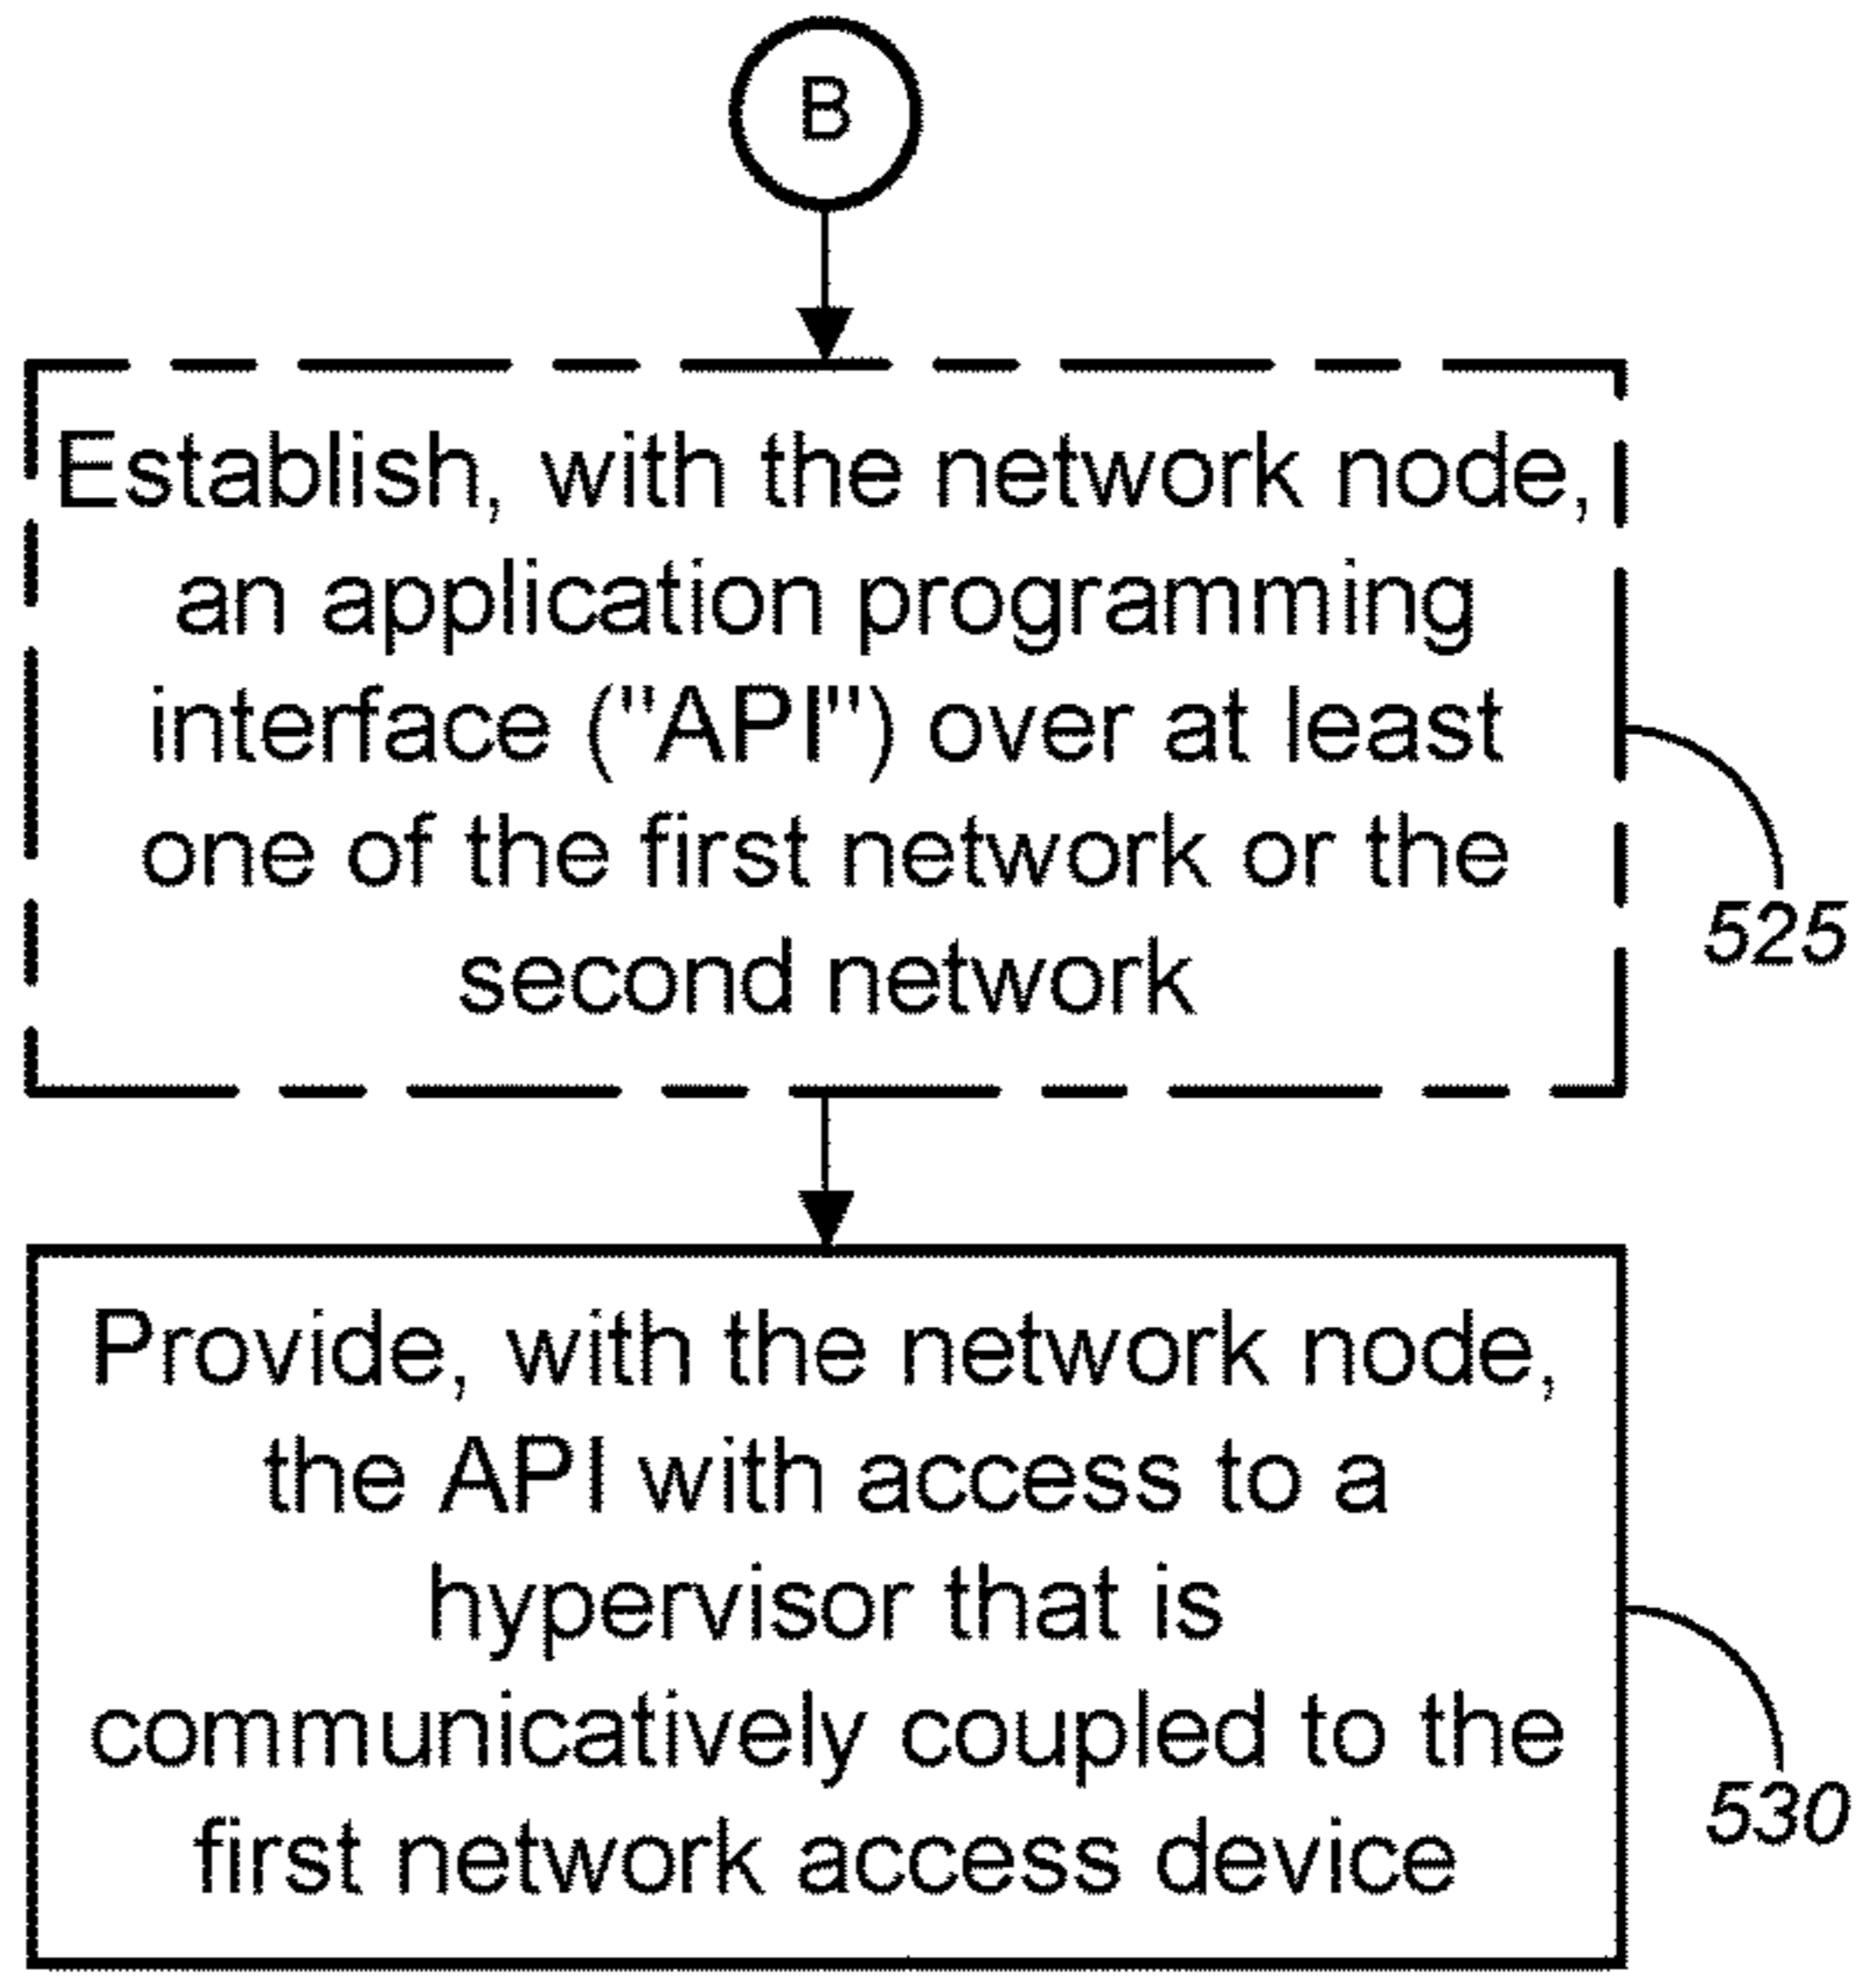 B
Establish, with the network node,
an application programming
interface ("API") over at least
one of the first network or the
second network
525
Provide, with the network node,
the API with access to a
hypervisor that is
communicatively coupled to the
first network access device
530